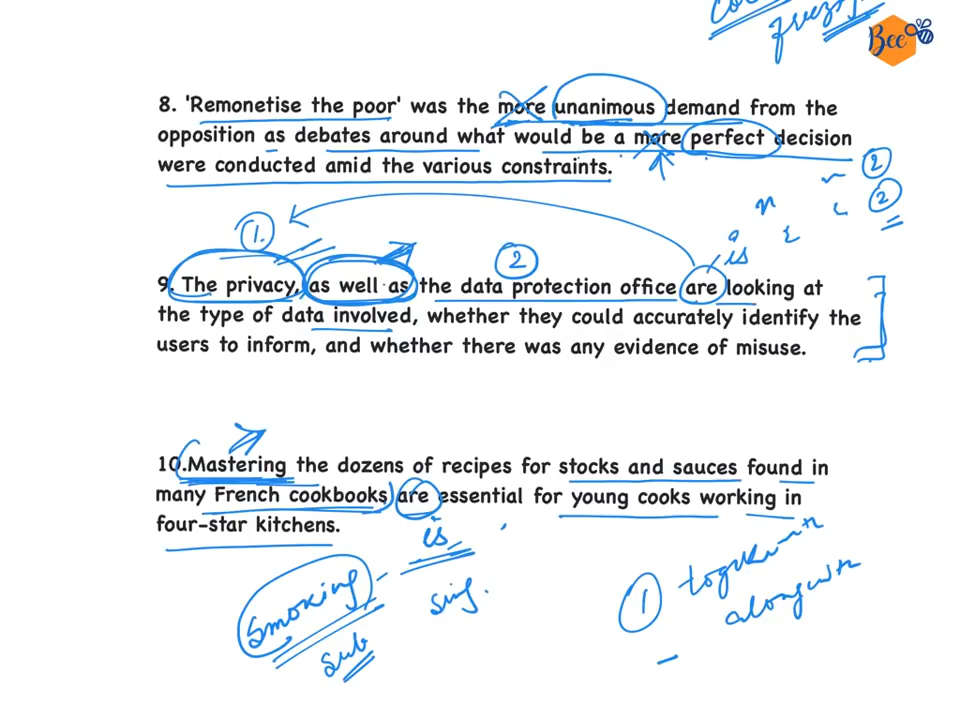 Bee
8. 'Remonetise the poor' was the more unanimous demand from the
opposition as debates around what would be a more perfect decision
were conducted amid the various constraints.
2
2
1.
2
is
9. The privacy, as well as the data protection office are looking at
the type of data involved, whether they could accurately identify the
users to inform, and whether there was any evidence of misuse.
10.Mastering the dozens of recipes for stocks and sauces found in
many French cookbooks are essential for young cooks working in
four-star kitchens.
is
Smoking
sing.
sub
1